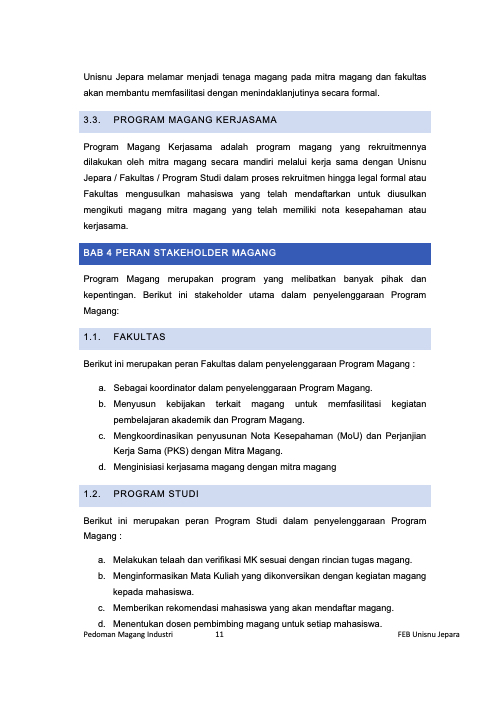 Unisnu Jepara melamar menjadi tenaga magang pada mitra magang dan fakultas
akan membantu memfasilitasi dengan menindaklanjutinya secara formal.
3.3. PROGRAM MAGANG KERJASAMA
Program Magang Kerjasama adalah program magang yang rekruitmennya
dilakukan oleh mitra magang secara mandiri melalui kerja sama dengan Unisnu
Jepara / Fakultas / Program Studi dalam proses rekruitmen hingga legal formal atau
Fakultas mengusulkan mahasiswa yang telah mendaftarkan untuk diusulkan
mengikuti magang mitra magang yang telah memiliki nota kesepahaman atau
kerjasama.
BAB 4 PERAN STAKEHOLDER MAGANG
Program Magang merupakan program yang melibatkan banyak pihak dan
kepentingan. Berikut ini stakeholder utama dalam penyelenggaraan Program
Magang:
1.1. FAKULTAS
Berikut ini merupakan peran Fakultas dalam penyelenggaraan Program Magang :
a. Sebagai koordinator dalam penyelenggaraan Program Magang.
b. Menyusun kebijakan terkait magang untuk memfasilitasi kegiatan
pembelajaran akademik dan Program Magang.
c. Mengkoordinasikan penyusunan Nota Kesepahaman (MoU) dan Perjanjian
Kerja Sama (PKS) dengan Mitra Magang.
d. Menginisiasi kerjasama magang dengan mitra magang
1.2. PROGRAM STUDI
Berikut ini merupakan peran Program Studi dalam penyelenggaraan Program
Magang :
a. Melakukan telaah dan verifikasi MK sesuai dengan rincian tugas magang.
b. Menginformasikan Mata Kuliah yang dikonversikan dengan kegiatan magang
kepada mahasiswa.
c. Memberikan rekomendasi mahasiswa yang akan mendaftar magang.
d. Menentukan dosen pembimbing magang untuk setiap mahasiswa.
Pedoman Magang Industri 11 FEB Unisnu Jepara